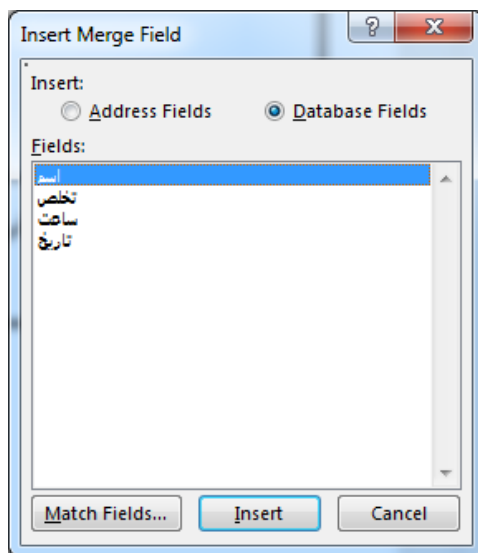 Insert Merge Field
Insert:
Address Fields
Database Fields
Fields:
اسم
تخلص
ساعت
تاریخ
Match Fields...
Insert
Cancel